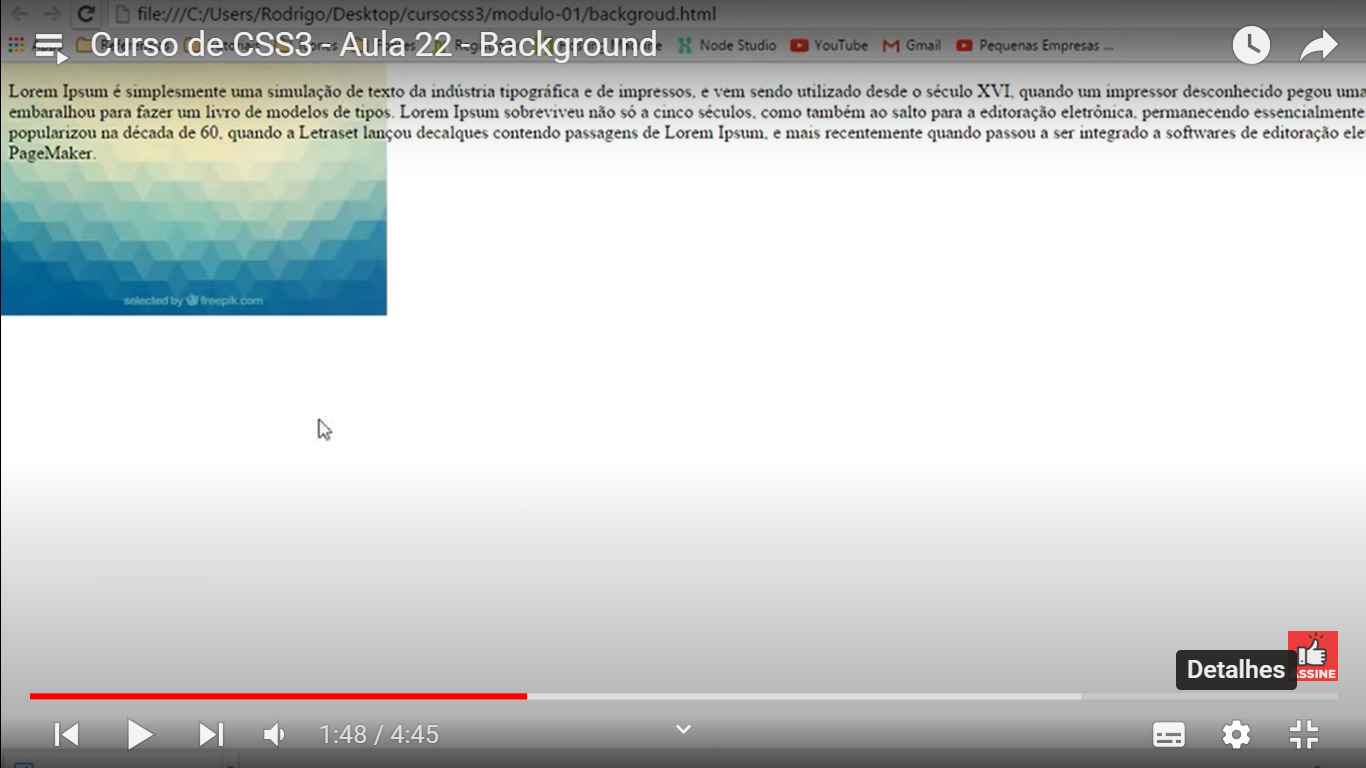 file:///C:/Users/Rodrigo/Desktop/cursocss3/modulo-01/backgroud.html
Curso de CSS3 - Aula 22 - Background
Node Studio
YouTube
Gmail
Pequenas Empresas ...
Lorem Ipsum é simplesmente uma simulação de texto da indústria tipográfica e de impressos, e vem sendo utilizado desde o século XVI, quando um impressor desconhecido pegou uma
embaralhou para fazer um livro de modelos de tipos. Lorem Ipsum sobreviveu não só a cinco séculos, como também ao salto para a editoração eletrônica, permanecendo essencialmente
popularizou na década de 60, quando a Letraset lançou decalques contendo passagens de Lorem Ipsum, e mais recentemente quando passou a ser integrado a softwares de editoração ele
PageMaker.
selected by freepik.com
Detalhes
SSINE
1:48 / 4:45